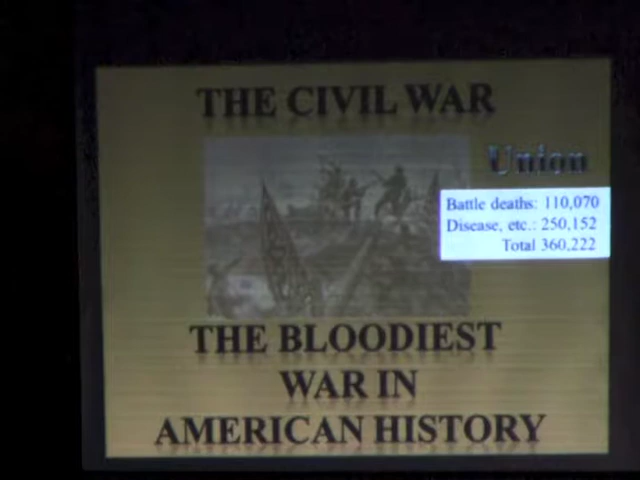 THE CIVIL WAR
Union
Battle deaths: 110,070
Disease, etc.: 250,152
Total 360,222
THE BLOODIEST
WAR IN
AMERICAN HISTORY